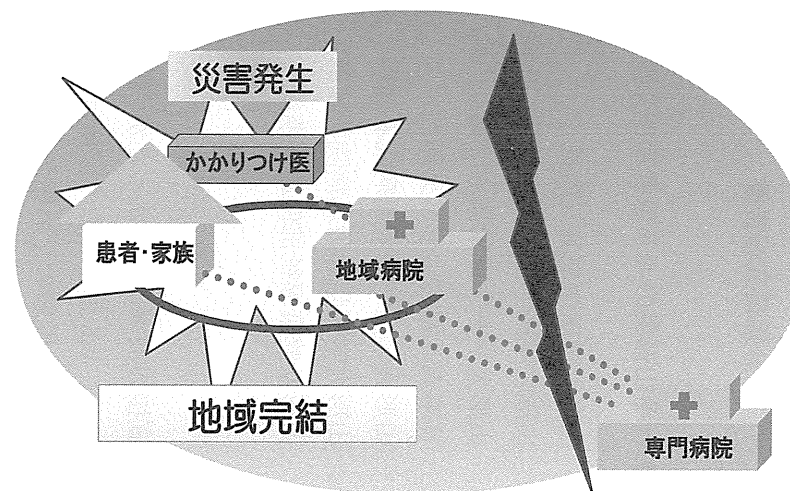 災害発生
かかりつけ医
患者・家族
地域病院
地域完結
専門病院